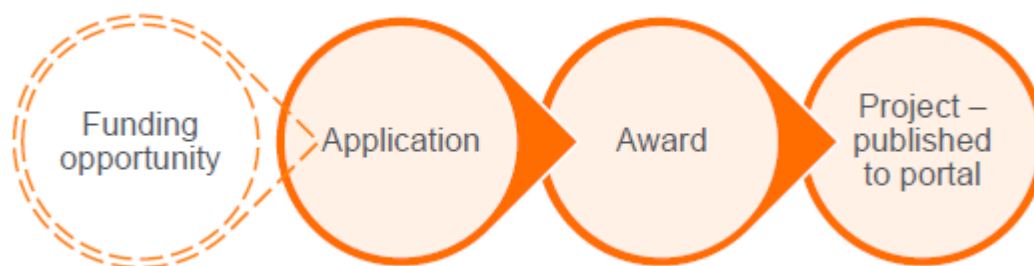 Funding
opportunity
Application
Award
Project –
published
to portal